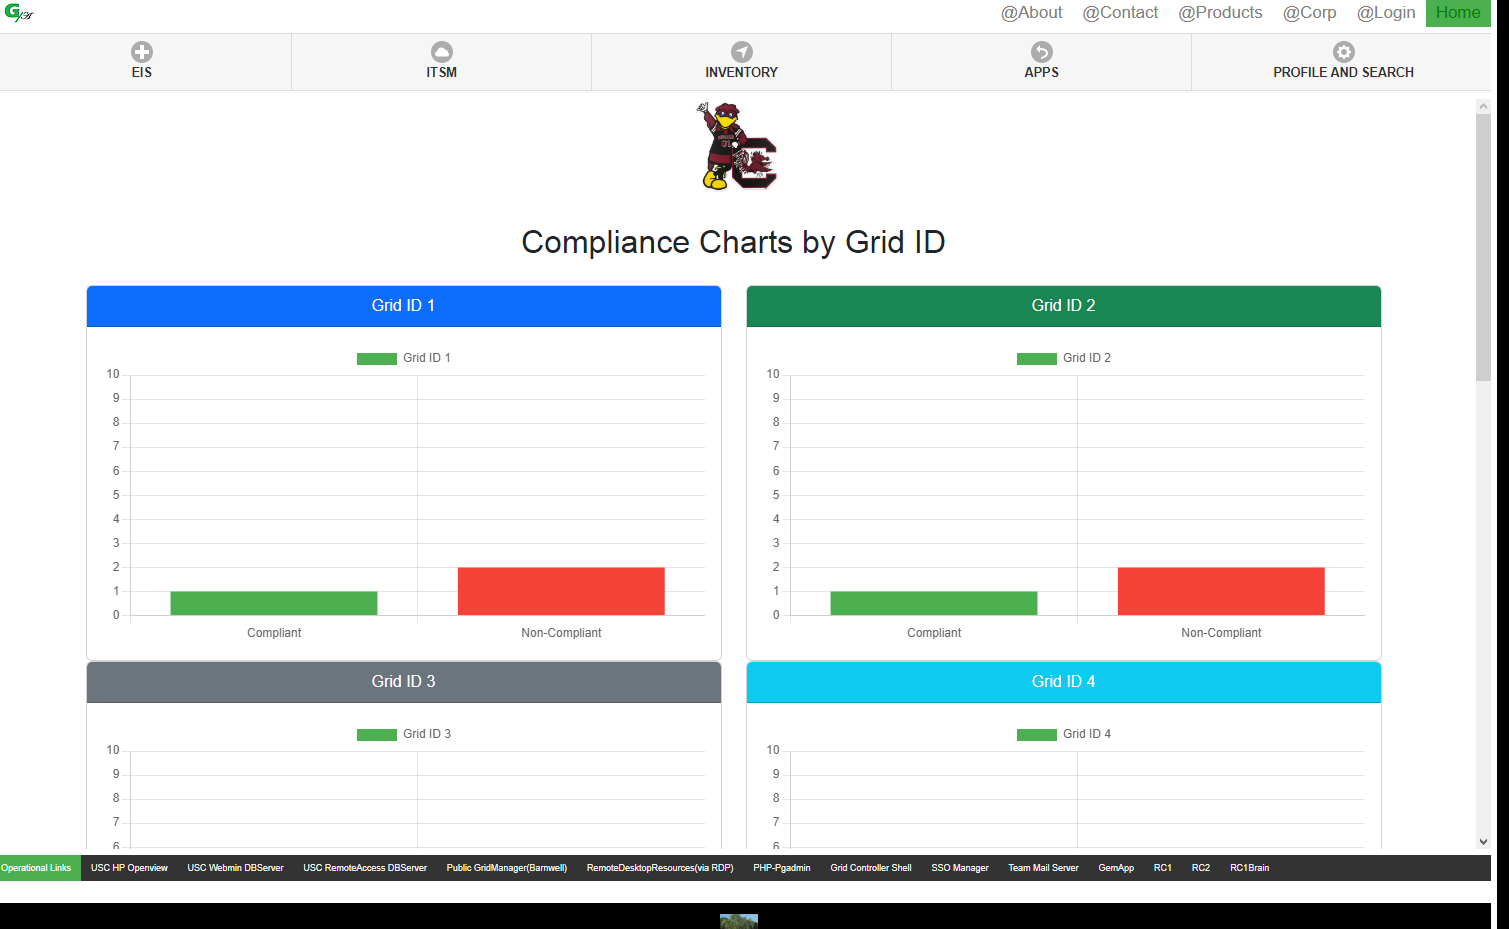 @About @Contact @Products @Corp @Login Home
EIS ITSM INVENTORY APPS PROFILE AND SEARCH
Compliance Charts by Grid ID
Grid ID 1
Grid ID 1
10
9
8
7
6
5
4
3
2
1
0
Compliant Non-Compliant
Grid ID 2
Grid ID 2
10
9
8
7
6
5
4
3
2
1
0
Compliant Non-Compliant
Grid ID 3
Grid ID 3
10
9
8
7
6
Grid ID 4
Grid ID 4
10
9
8
7
6
Operational Links USC HP Openview USC Webmin DBServer USC RemoteAccess DBServer Public GridManager(Barnwell) RemoteDesktopResources(via RDP) PHP-Pgadmin Grid Controller Shell SSO Manager Team Mail Server GemApp RC1 RC2 RC1Brain